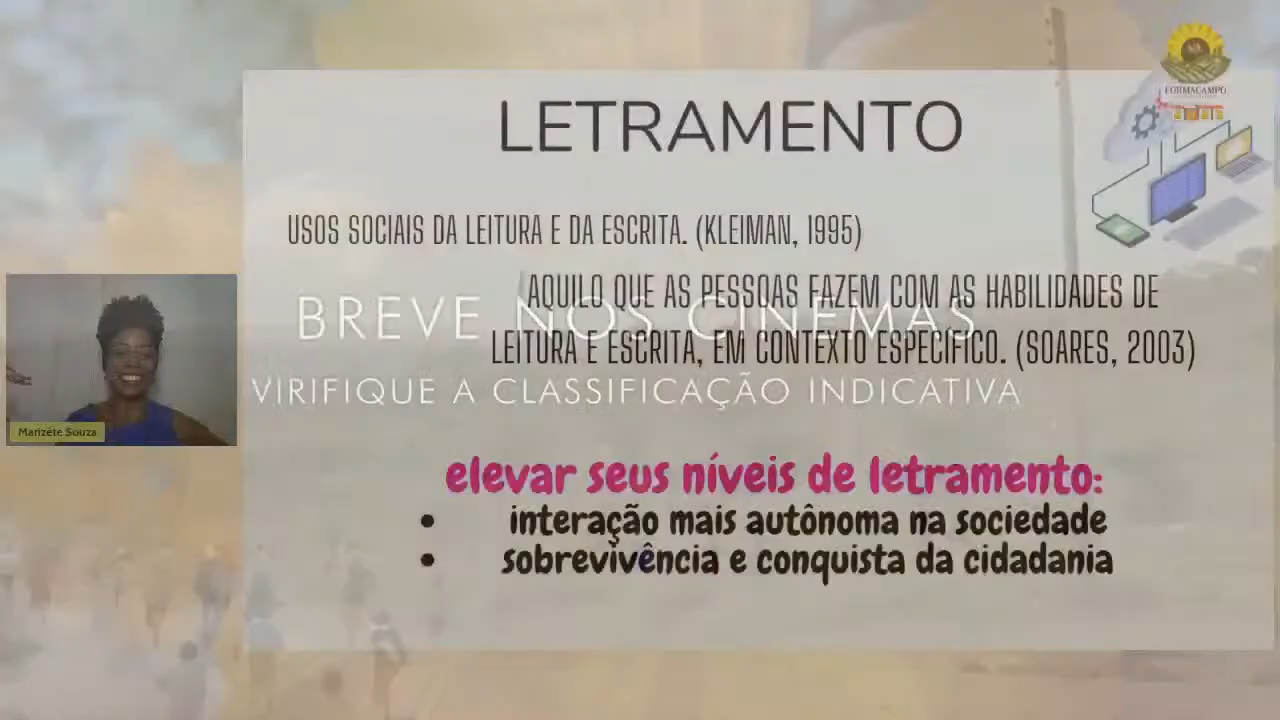 FORMACAMPO
LETRAMENTO
USOS SOCIAIS DA LEITURA E DA ESCRITA. (KLEIMAN, 1995)
AQUILO QUE AS PESSOAS FAZEM COM AS HABILIDADES DE
LEITURA E ESCRITA, EM CONTEXTO ESPECÍFICO. (SOARES, 2003)
BREVE NOS CINEMAS
VIRIFIQUE A CLASSIFICAÇÃO INDICATIVA
Marizéte Souza
elevar seus níveis de letramento:
• interação mais autônoma na sociedade
• sobrevivência e conquista da cidadania